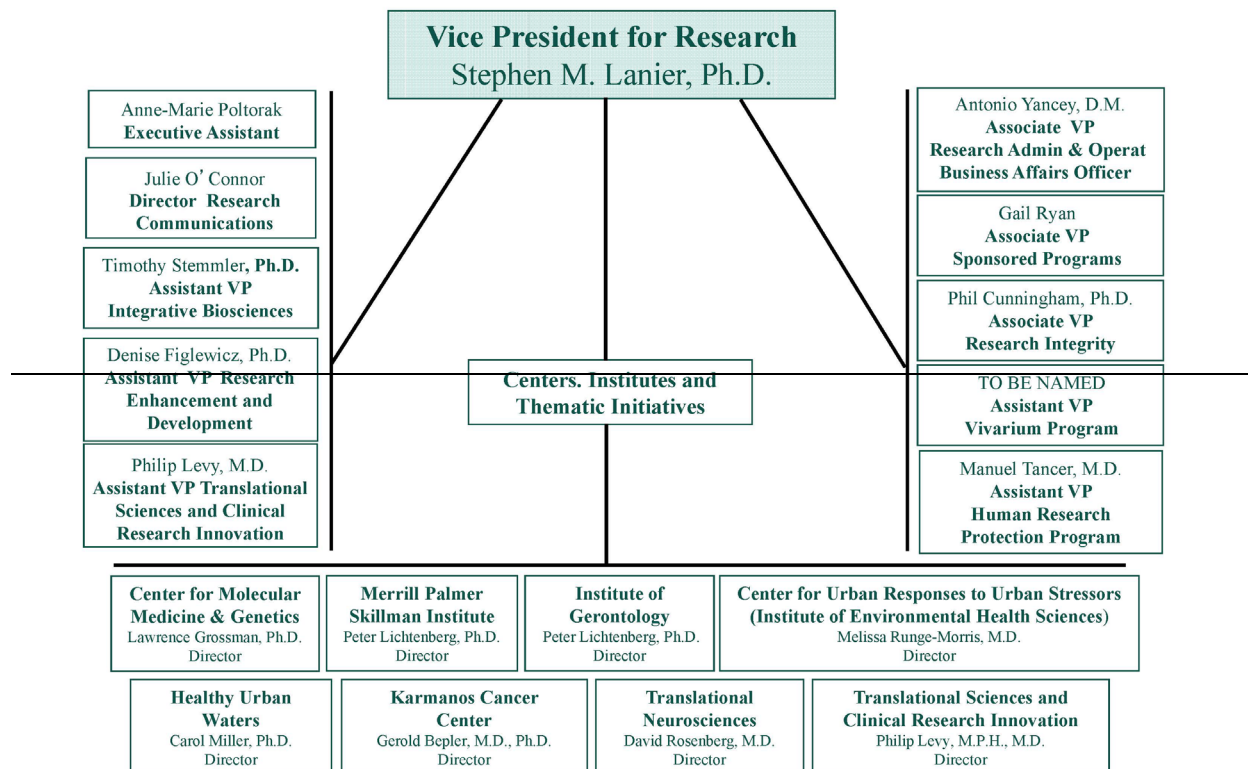 Vice President for Research
Stephen M. Lanier, Ph.D.
Anne-Marie Poltorak
Executive Assistant
Julie O’ Connor
Director Research
Communications
Timothy Stemmler, Ph.D.
Assistant VP
Integrative Biosciences
Denise Figlewicz, Ph.D.
Assistant VP Research
Enhancement and
Development
Philip Levy, M.D.
Assistant VP Translational
Sciences and Clinical
Research Innovation
Centers. Institutes and
Thematic Initiatives
Antonio Yancey, D.M.
Associate VP
Research Admin & Operat
Business Affairs Officer
Gail Ryan
Associate VP
Sponsored Programs
Phil Cunningham, Ph.D.
Associate VP
Research Integrity
TO BE NAMED
Assistant VP
Vivarium Program
Manuel Tancer, M.D.
Assistant VP
Human Research
Protection Program
Center for Molecular
Medicine & Genetics
Lawrence Grossman, Ph.D.
Director
Merrill Palmer
Skillman Institute
Peter Lichtenberg, Ph.D.
Director
Institute of
Gerontology
Peter Lichtenberg, Ph.D.
Director
Center for Urban Responses to Urban Stressors
(Institute of Environmental Health Sciences)
Melissa Runge-Morris, M.D.
Director
Healthy Urban
Waters
Carol Miller, Ph.D.
Director
Karmanos Cancer
Center
Gerold Bepler, M.D., Ph.D.
Director
Translational
Neurosciences
David Rosenberg, M.D.
Director
Translational Sciences and
Clinical Research Innovation
Philip Levy, M.P.H., M.D.
Director